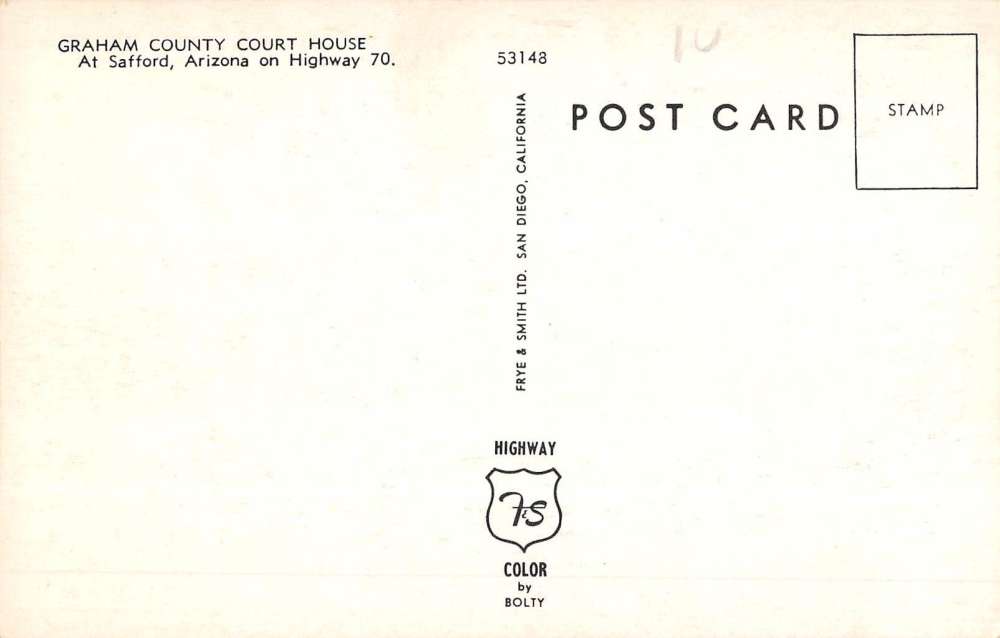 GRAHAM COUNTY COURT HOUSE
At Safford, Arizona on Highway 70.
53148
POST CARD
STAMP
FRYE & SMITH LTD. SAN DIEGO, CALIFORNIA
HIGHWAY
F&S
COLOR
by
BOLTY
10